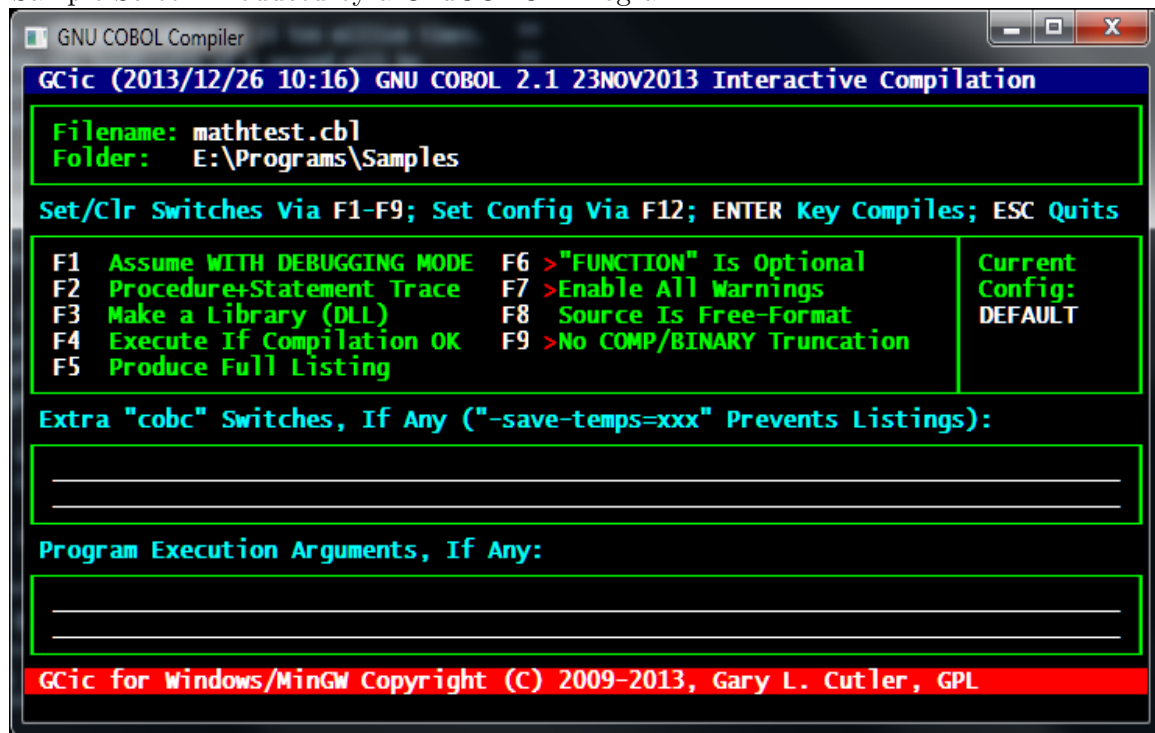 GNU COBOL Compiler
GCic (2013/12/26 10:16) GNU COBOL 2.1 23NOV2013 Interactive Compilation
Filename: mathtest.cbl
Folder: E:\Programs\Samples
Set/Clr Switches Via F1-F9; Set Config Via F12; ENTER Key Compiles; ESC Quits
F1 Assume WITH DEBUGGING MODE F6 >"FUNCTION" Is Optional Current
F2 Procedure+Statement Trace F7 >Enable All Warnings Config:
F3 Make a Library (DLL) F8 Source Is Free-Format DEFAULT
F4 Execute If Compilation OK F9 >No COMP/BINARY Truncation
F5 Produce Full Listing
Extra "cobc" Switches, If Any ("-save-temps=xxx" Prevents Listings):
Program Execution Arguments, If Any:
GCic for Windows/MinGW Copyright (C) 2009-2013, Gary L. Cutler, GPL